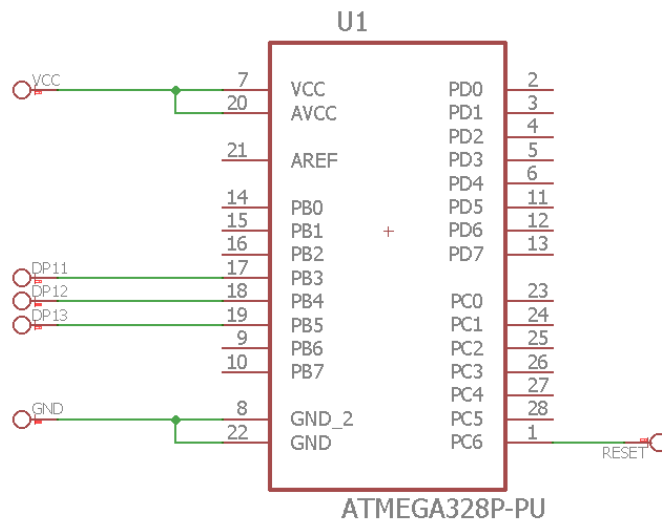 U1
VCC 7 VCC PD0 2
20 AVCC PD1 3
PD2 4
21 AREF PD3 5
PD4 6
14 PB0 PD5 11
15 PB1 PD6 12
16 PB2 PD7 13
DP11 17 PB3
DP12 18 PB4 PC0 23
DP13 19 PB5 PC1 24
9 PB6 PC2 25
10 PB7 PC3 26
PC4 27
GND 8 GND_2 PC5 28
22 GND PC6 1 RESET
ATMEGA328P-PU